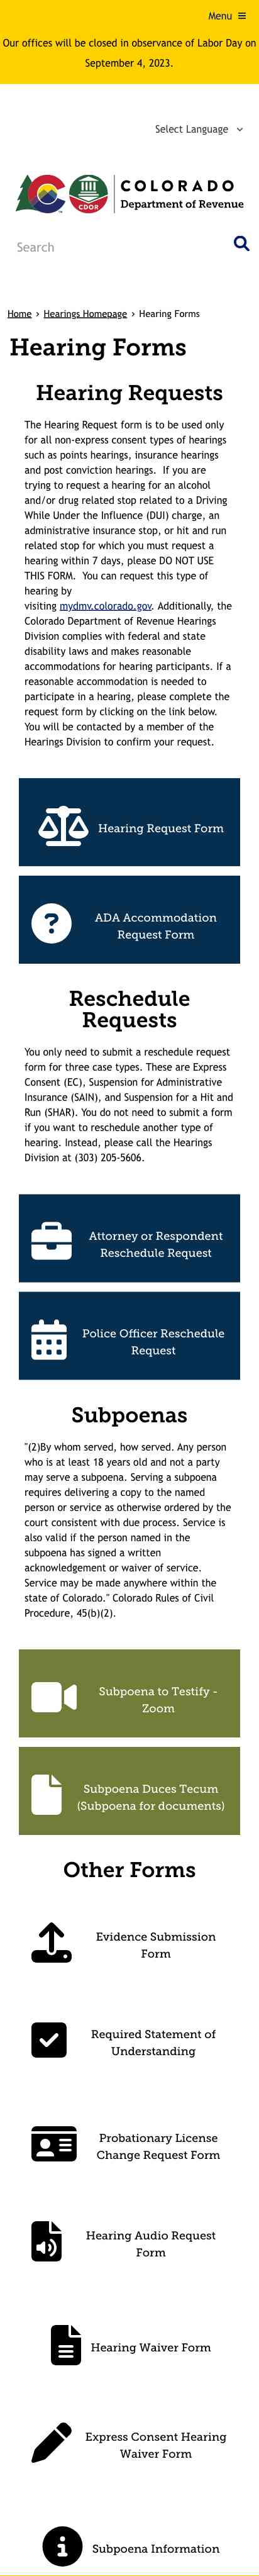 Menu
Our offices will be closed in observance of Labor Day on
September 4, 2023.
Select Language
CDOR
TM
COLORADO
Department of Revenue
Search
Home › Hearings Homepage › Hearing Forms
Hearing Forms
Hearing Requests
The Hearing Request form is to be used only
for all non-express consent types of hearings
such as points hearings, insurance hearings
and post conviction hearings.  If you are
trying to request a hearing for an alcohol
and/or drug related stop related to a Driving
While Under the Influence (DUI) charge, an
administrative insurance stop, or hit and run
related stop for which you must request a
hearing within 7 days, please DO NOT USE
THIS FORM.  You can request this type of
hearing by
visiting mydmv.colorado.gov. Additionally, the
Colorado Department of Revenue Hearings
Division complies with federal and state
disability laws and makes reasonable
accommodations for hearing participants. If a
reasonable accommodation is needed to
participate in a hearing, please complete the
request form by clicking on the link below.
You will be contacted by a member of the
Hearings Division to confirm your request.
Hearing Request Form
ADA Accommodation
Request Form
Reschedule
Requests
You only need to submit a reschedule request
form for three case types. These are Express
Consent (EC), Suspension for Administrative
Insurance (SAIN), and Suspension for a Hit and
Run (SHAR). You do not need to submit a form
if you want to reschedule another type of
hearing. Instead, please call the Hearings
Division at (303) 205-5606.
Attorney or Respondent
Reschedule Request
Police Officer Reschedule
Request
Subpoenas
"(2)By whom served, how served. Any person
who is at least 18 years old and not a party
may serve a subpoena. Serving a subpoena
requires delivering a copy to the named
person or service as otherwise ordered by the
court consistent with due process. Service is
also valid if the person named in the
subpoena has signed a written
acknowledgement or waiver of service.
Service may be made anywhere within the
state of Colorado." Colorado Rules of Civil
Procedure, 45(b)(2).
Subpoena to Testify -
Zoom
Subpoena Duces Tecum
(Subpoena for documents)
Other Forms
Evidence Submission
Form
Required Statement of
Understanding
Probationary License
Change Request Form
Hearing Audio Request
Form
Hearing Waiver Form
Express Consent Hearing
Waiver Form
Subpoena Information